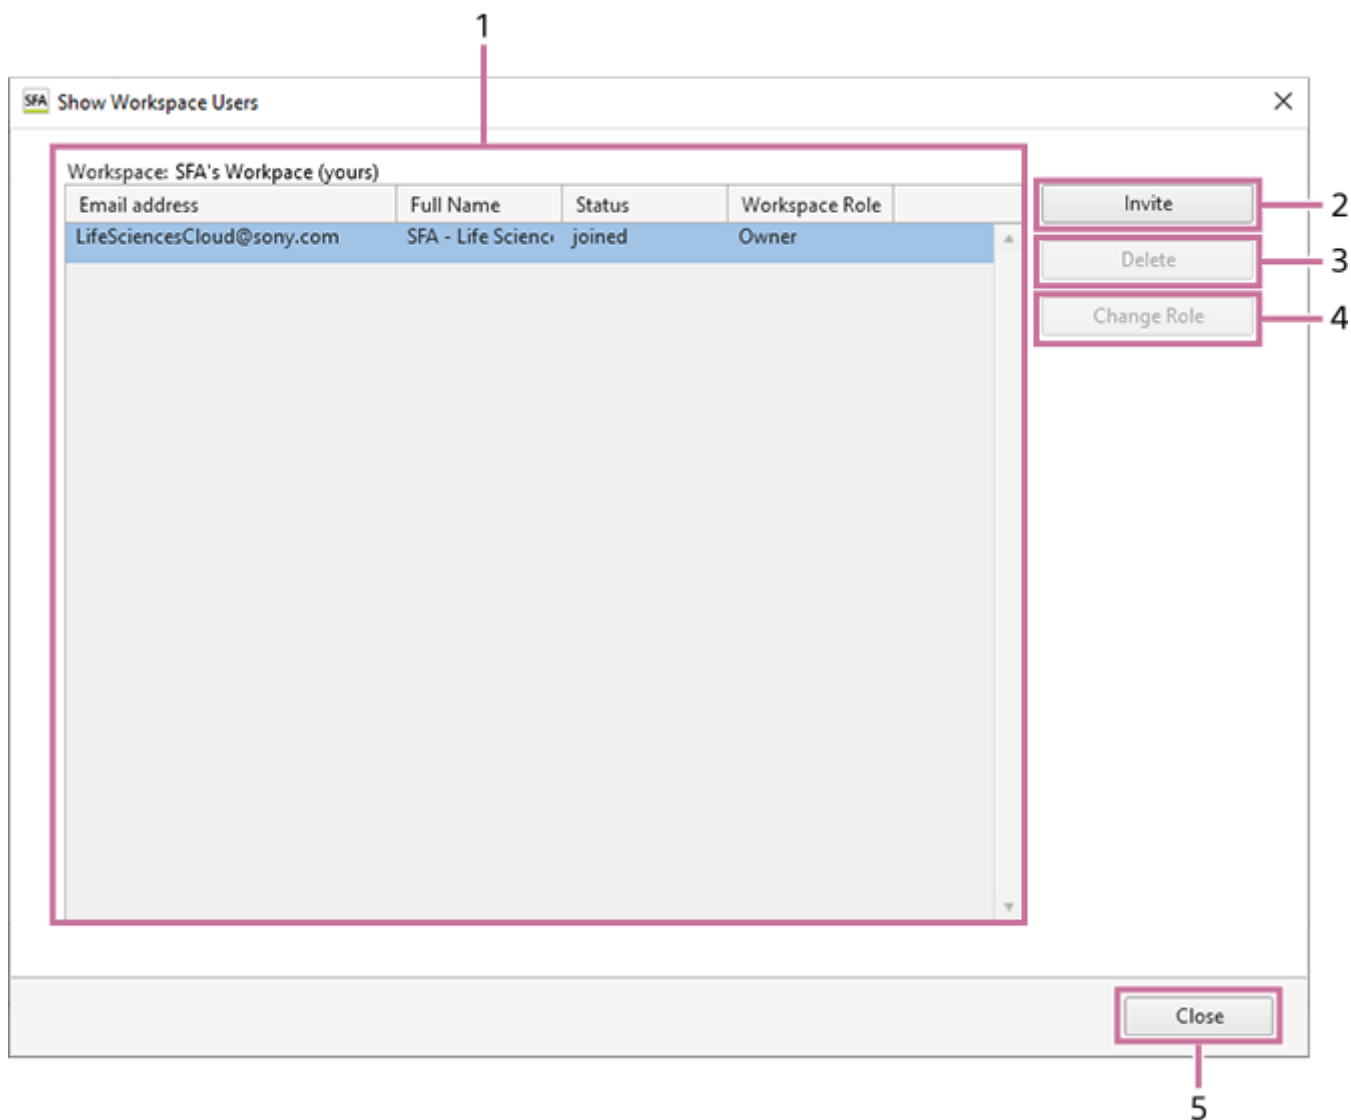 1
SFA Show Workspace Users
Workspace: SFA's Workpace (yours)
Email address Full Name Status Workspace Role
LifeSciencesCloud@sony.com SFA - Life Scienc joined Owner
Invite 2
Delete 3
Change Role 4
Close
5